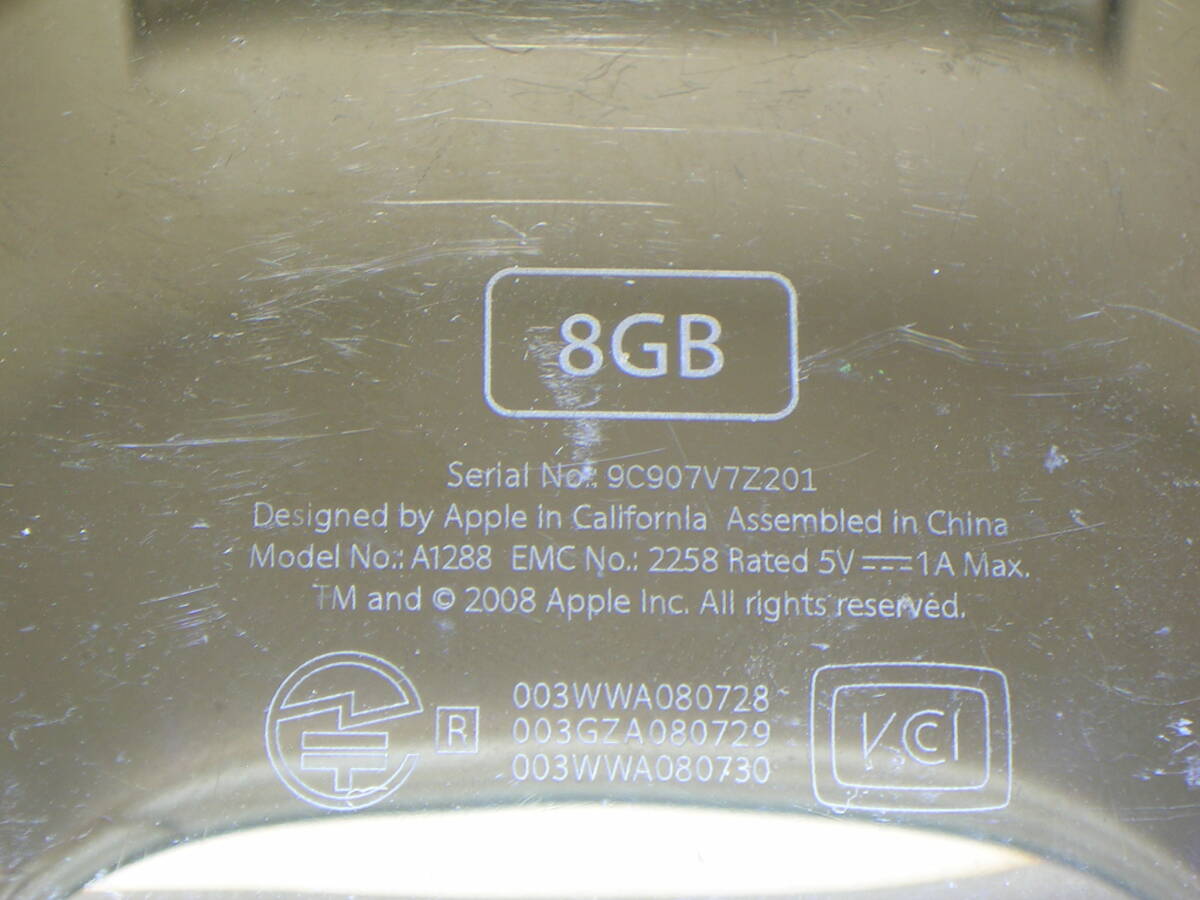 8GB
Serial No.: 9C907V7Z201
Designed by Apple in California Assembled in China
Model No.: A1288 EMC No.: 2258 Rated 5V ⎓ 1A Max.
TM and © 2008 Apple Inc. All rights reserved.
R
003WWA080728
003GZA080729
003WWA080730
VCCI